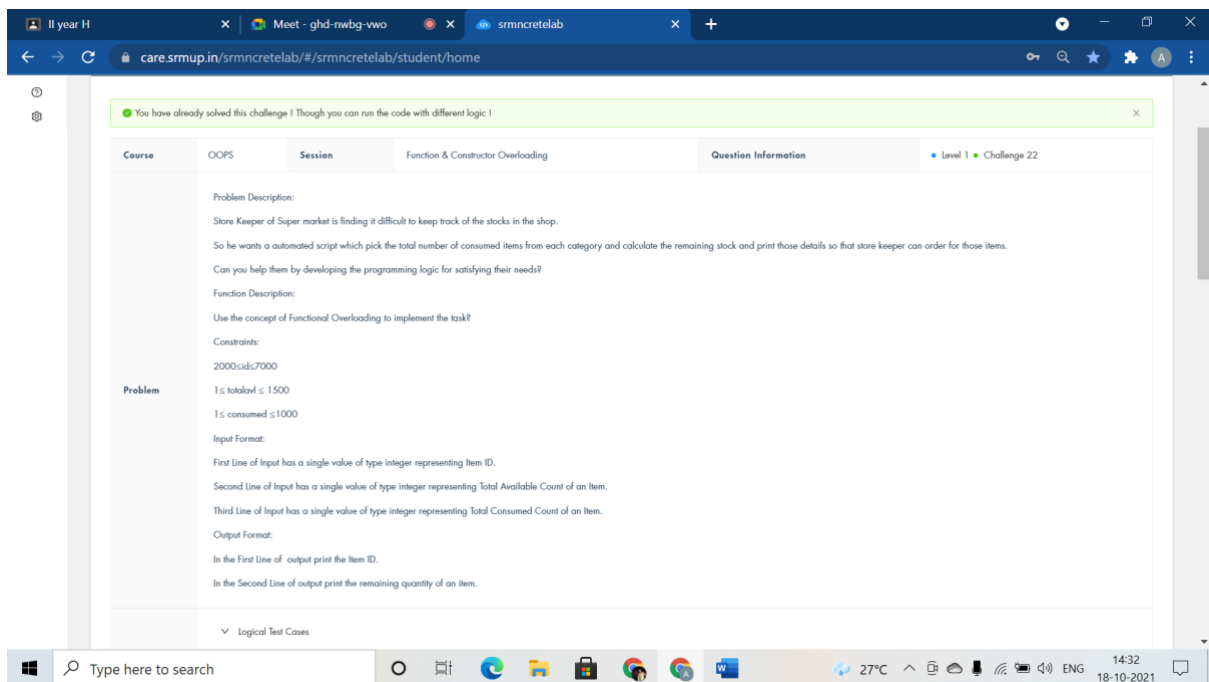 II year H
Meet - ghd-nwbg-vwo
srmncretelab
care.srmup.in/srmncretelab/#/srmncretelab/student/home
A
You have already solved this challenge ! Though you can run the code with different logic !
Course OOPS Session Function & Constructor Overloading Question Information Level 1 Challenge 22
Problem Description:
Store Keeper of Super market is finding it difficult to keep track of the stocks in the shop.
So he wants a automated script which pick the total number of consumed items from each category and calculate the remaining stock and print those details so that store keeper can order for those items.
Can you help them by developing the programming logic for satisfying their needs?
Function Description:
Use the concept of Functional Overloading to implement the task?
Constraints:
2000≤id≤7000
Problem
1≤ totalavl ≤ 1500
1≤ consumed ≤1000
Input Format:
First Line of Input has a single value of type integer representing Item ID.
Second Line of Input has a single value of type integer representing Total Available Count of an Item.
Third Line of Input has a single value of type integer representing Total Consumed Count of an Item.
Output Format:
In the First Line of output print the Item ID.
In the Second Line of output print the remaining quantity of an item.
Logical Test Cases
Type here to search
27°C
ENG
14:32
18-10-2021